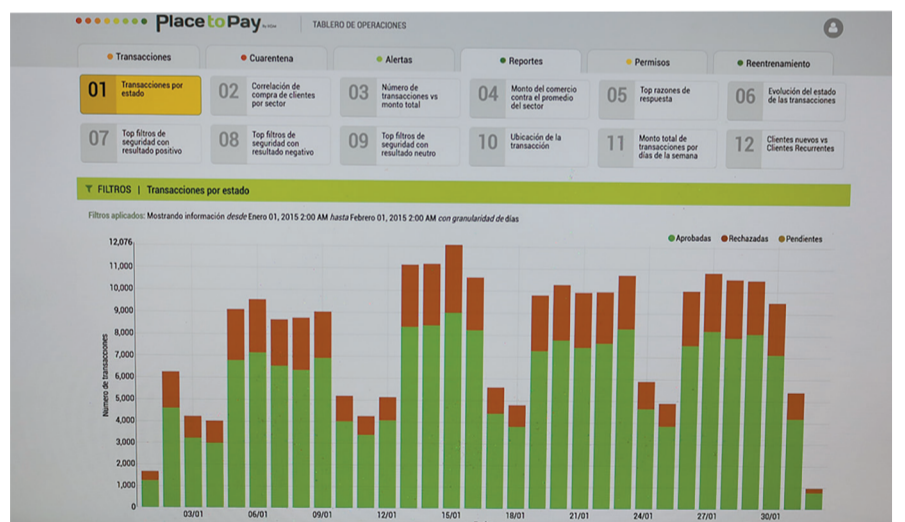 PlacetoPay
TABLERO DE OPERACIONES
Transacciones
Cuarentena
Alertas
Reportes
Permisos
Reentrenamiento
01
Transacciones por
estado
02
Correlación de
compra de clientes
por sector
03
Número de
transacciones vs
monto total
04
Monto del comercio
contra el promedio
del sector
05
Top razones de
respuesta
06
Evolución del estado
de las transacciones
07
Top filtros de
seguridad con
resultado positivo
08
Top filtros de
seguridad con
resultado negativo
09
Top filtros de
seguridad con
resultado neutro
10
Ubicación de la
transacción
11
Monto total de
transacciones por
días de la semana
12
Clientes nuevos vs
Clientes Recurrentes
FILTROS | Transacciones por estado
Filtros aplicados: Mostrando información desde Enero 01, 2015 2:00 AM hasta Febrero 01, 2015 2:00 AM con granularidad de días
Aprobadas
Rechazadas
Pendientes
Número de transacciones
12,076
11,000
10,000
9,000
8,000
7,000
6,000
5,000
4,000
3,000
2,000
1,000
0
03/01
06/01
09/01
12/01
15/01
18/01
21/01
24/01
27/01
30/01